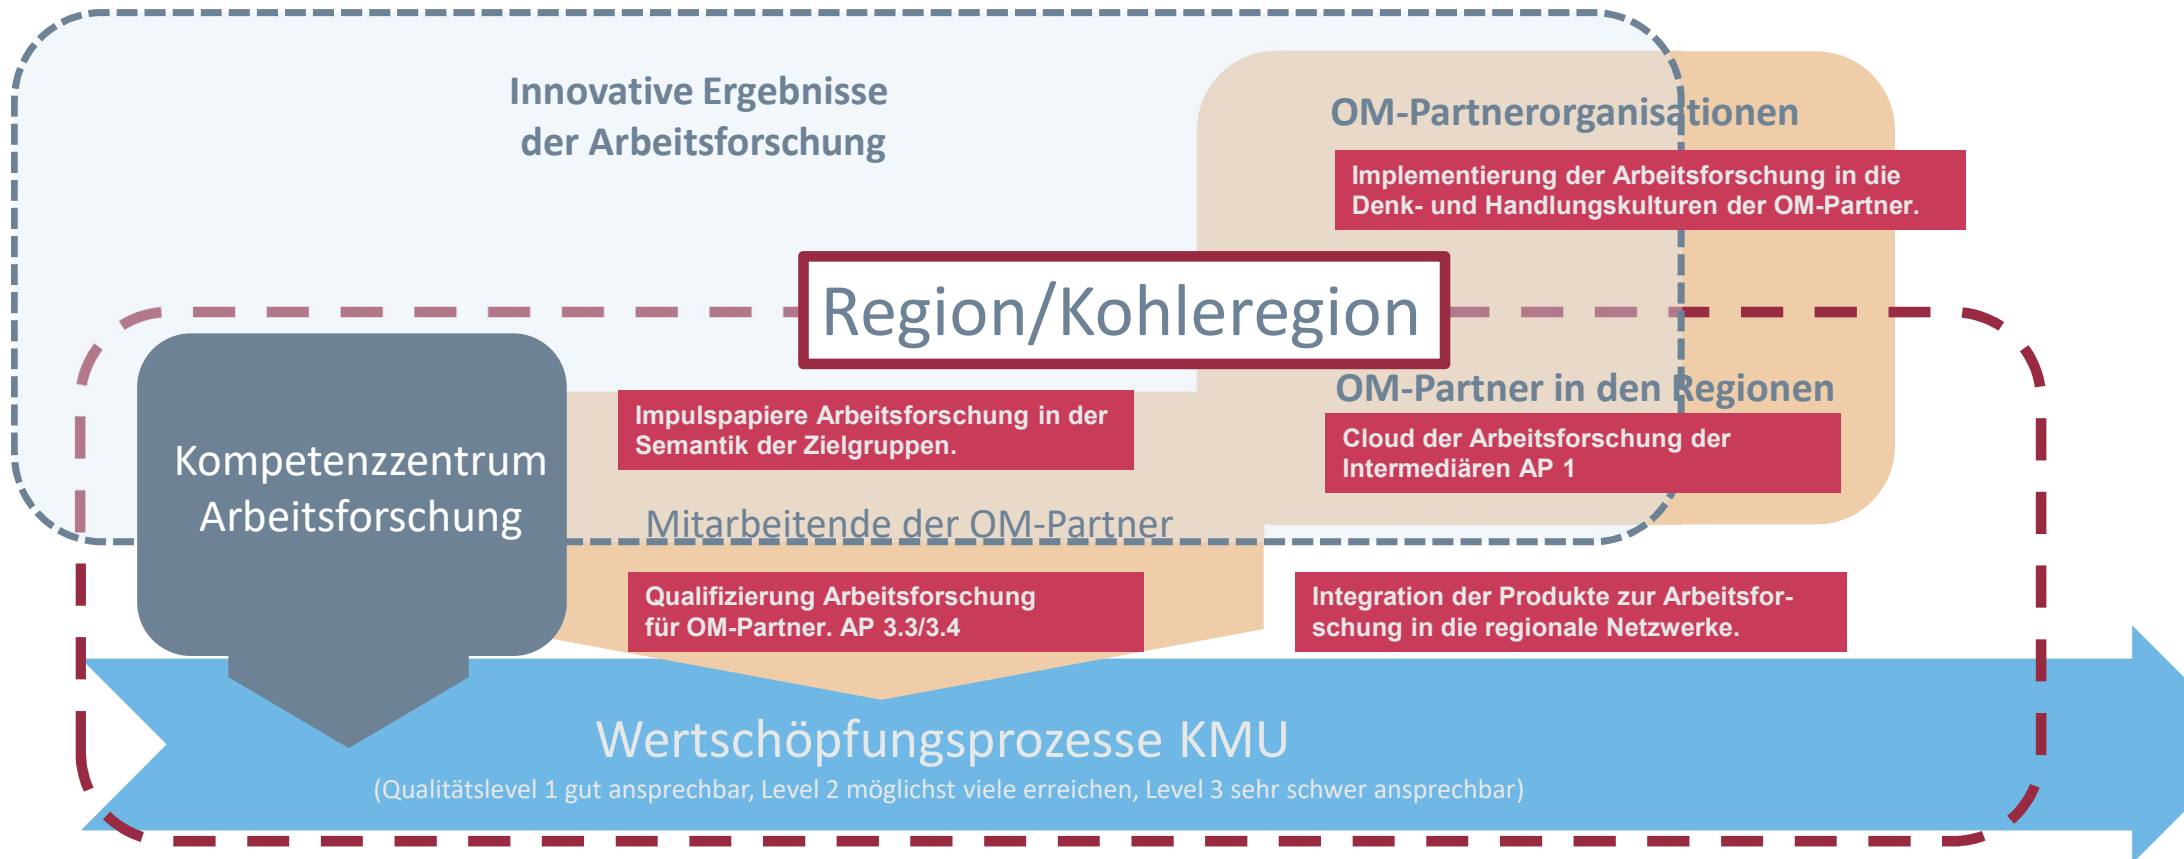 Innovative Ergebnisse
der Arbeitsforschung
OM-Partnerorganisationen
Implementierung der Arbeitsforschung in die
Denk- und Handlungskulturen der OM-Partner.
Region/Kohleregion
OM-Partner in den Regionen
Impulspapiere Arbeitsforschung in der
Semantik der Zielgruppen.
Cloud der Arbeitsforschung der
Intermediären AP 1
Kompetenzzentrum
Arbeitsforschung
Mitarbeitende der OM-Partner
Qualifizierung Arbeitsforschung
für OM-Partner. AP 3.3/3.4
Integration der Produkte zur Arbeitsfor-
schung in die regionale Netzwerke.
Wertschöpfungsprozesse KMU
(Qualitätslevel 1 gut ansprechbar, Level 2 möglichst viele erreichen, Level 3 sehr schwer ansprechbar)